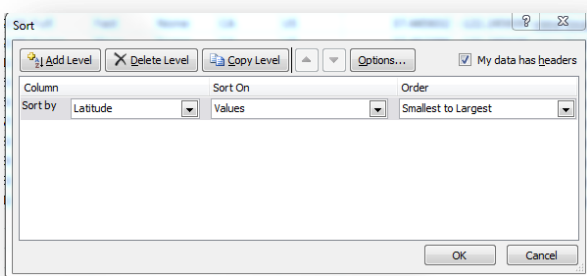 Sort
Add Level Delete Level Copy Level Options... My data has headers
Column Sort On Order
Sort by Latitude Values Smallest to Largest
OK Cancel